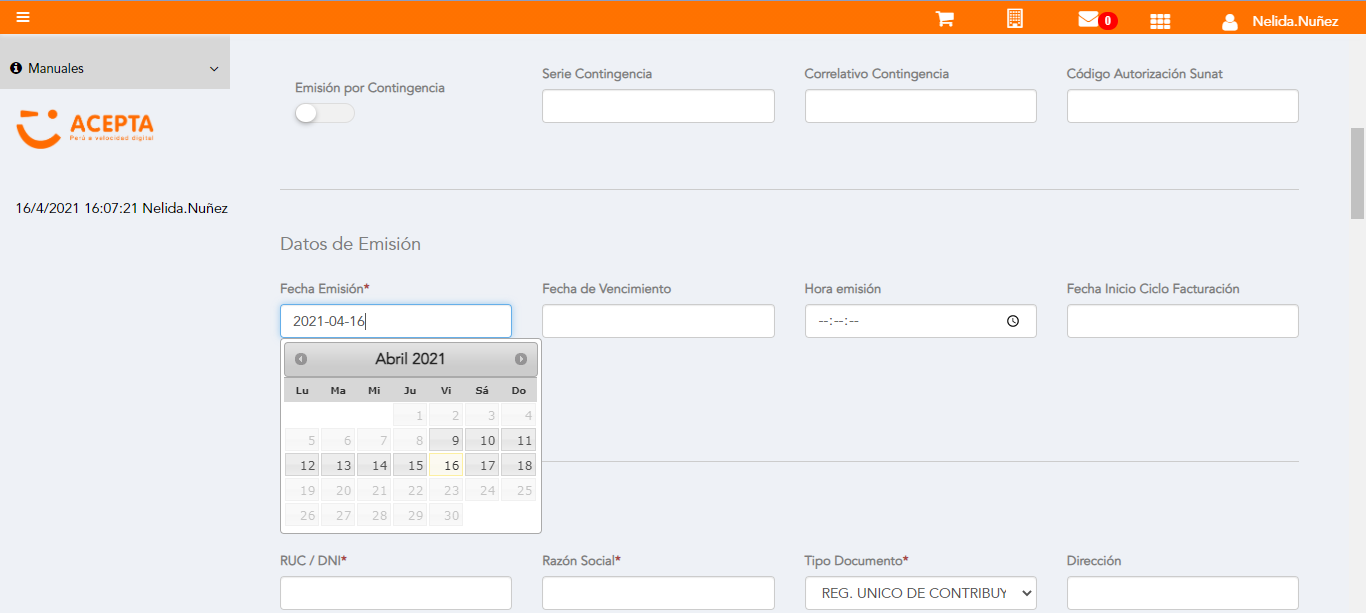 0
Nelida.Nuñez
Manuales
ACEPTA
Perú a velocidad digital
16/4/2021 16:07:21 Nelida.Nuñez
Emisión por Contingencia
Serie Contingencia
Correlativo Contingencia
Código Autorización Sunat
Datos de Emisión
Fecha Emisión*
Fecha de Vencimiento
Hora emisión
Fecha Inicio Ciclo Facturación
2021-04-16
--:--:--
Abril 2021
Lu Ma Mi Ju Vi Sá Do
1 2 3 4
5 6 7 8 9 10 11
12 13 14 15 16 17 18
19 20 21 22 23 24 25
26 27 28 29 30
RUC / DNI*
Razón Social*
Tipo Documento*
Dirección
REG. UNICO DE CONTRIBUY